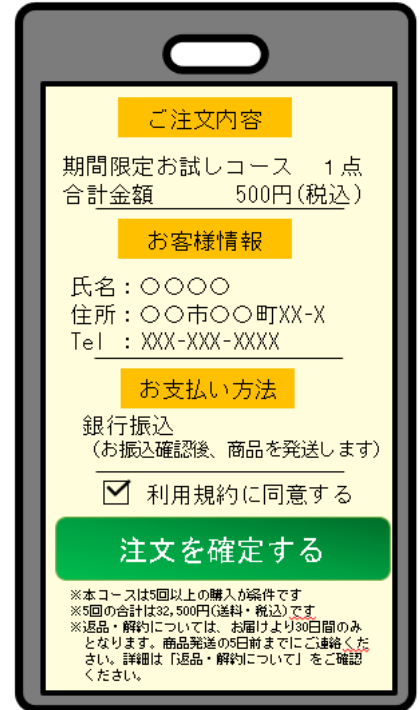 ご注文内容
期間限定お試しコース　１点
合計金額　500円(税込)
お客様情報
氏名：〇〇〇〇
住所：〇〇市〇〇町XX-X
Tel ：XXX-XXX-XXXX
お支払い方法
銀行振込
（お振込確認後、商品を発送します）
利用規約に同意する
注文を確定する
※本コースは5回以上の購入が条件です
※5回の合計は32,500円(送料・税込)です
※返品・解約については、お届けより30日間のみ
となります。商品発送の5日前までにご連絡くだ
さい。詳細は「返品・解約について」をご確認
ください。